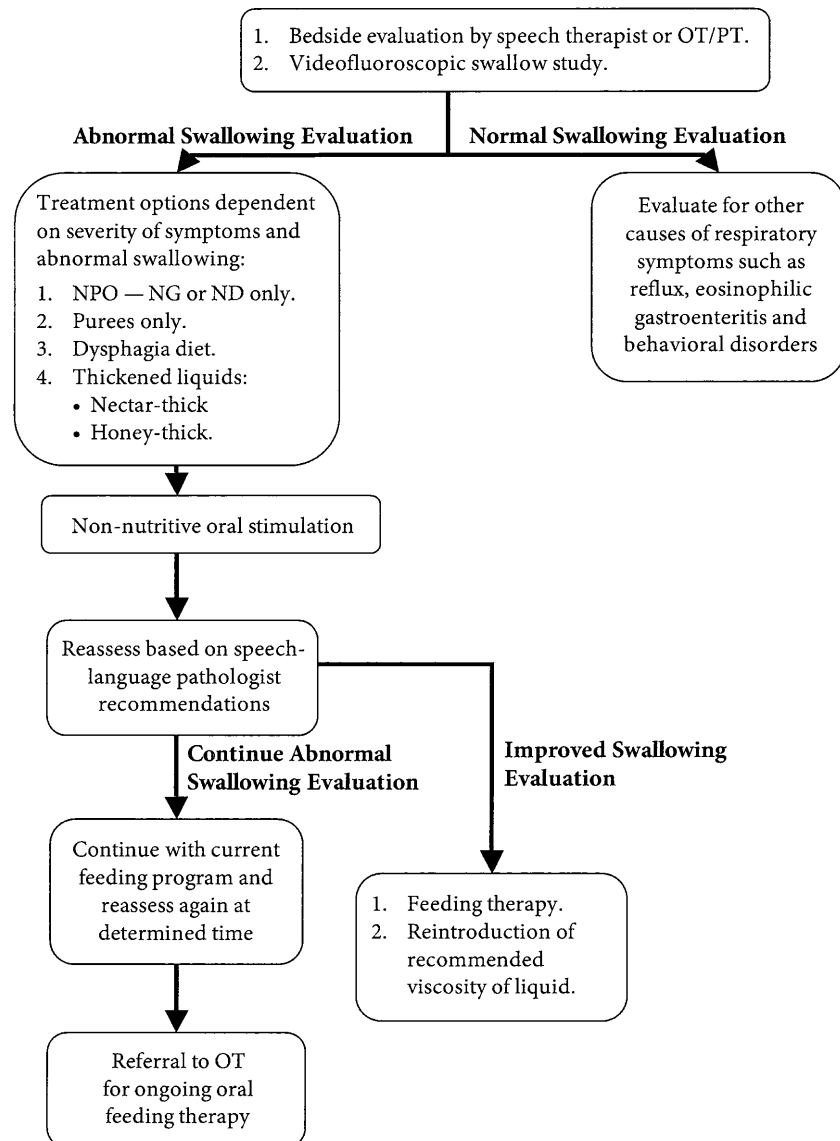 1. Bedside evaluation by speech therapist or OT/PT.
2. Videofluoroscopic swallow study.
Abnormal Swallowing Evaluation
Normal Swallowing Evaluation
Treatment options dependent
on severity of symptoms and
abnormal swallowing:
1. NPO — NG or ND only.
2. Purees only.
3. Dysphagia diet.
4. Thickened liquids:
• Nectar-thick
• Honey-thick.
Evaluate for other
causes of respiratory
symptoms such as
reflux, eosinophilic
gastroenteritis and
behavioral disorders
Non-nutritive oral stimulation
Reassess based on speech-
language pathologist
recommendations
Continue Abnormal
Swallowing Evaluation
Improved Swallowing
Evaluation
Continue with current
feeding program and
reassess again at
determined time
1. Feeding therapy.
2. Reintroduction of
recommended
viscosity of liquid.
Referral to OT
for ongoing oral
feeding therapy